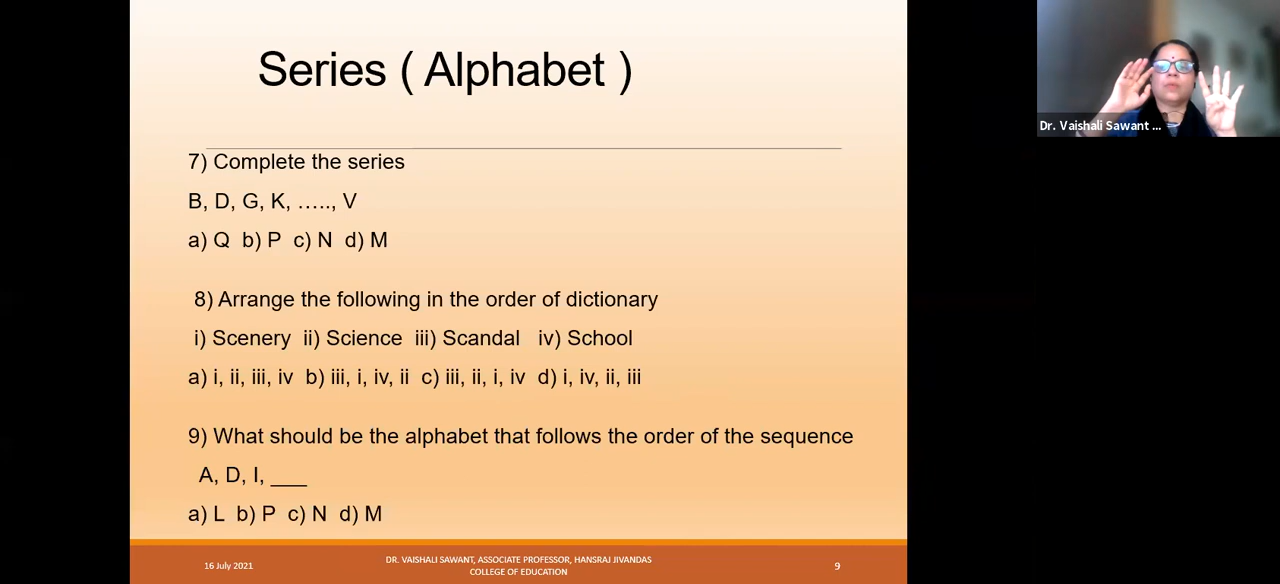 Series ( Alphabet )
7) Complete the series
B, D, G, K, ....., V
a) Q b) P c) N d) M
8) Arrange the following in the order of dictionary
i) Scenery ii) Science iii) Scandal iv) School
a) i, ii, iii, iv b) iii, i, iv, ii c) iii, ii, i, iv d) i, iv, ii, iii
9) What should be the alphabet that follows the order of the sequence
A, D, I, ___
a) L b) P c) N d) M
16 July 2021
DR. VAISHALI SAWANT, ASSOCIATE PROFESSOR, HANSRAJ JIVANDAS
COLLEGE OF EDUCATION
9
Dr. Vaishali Sawant ...